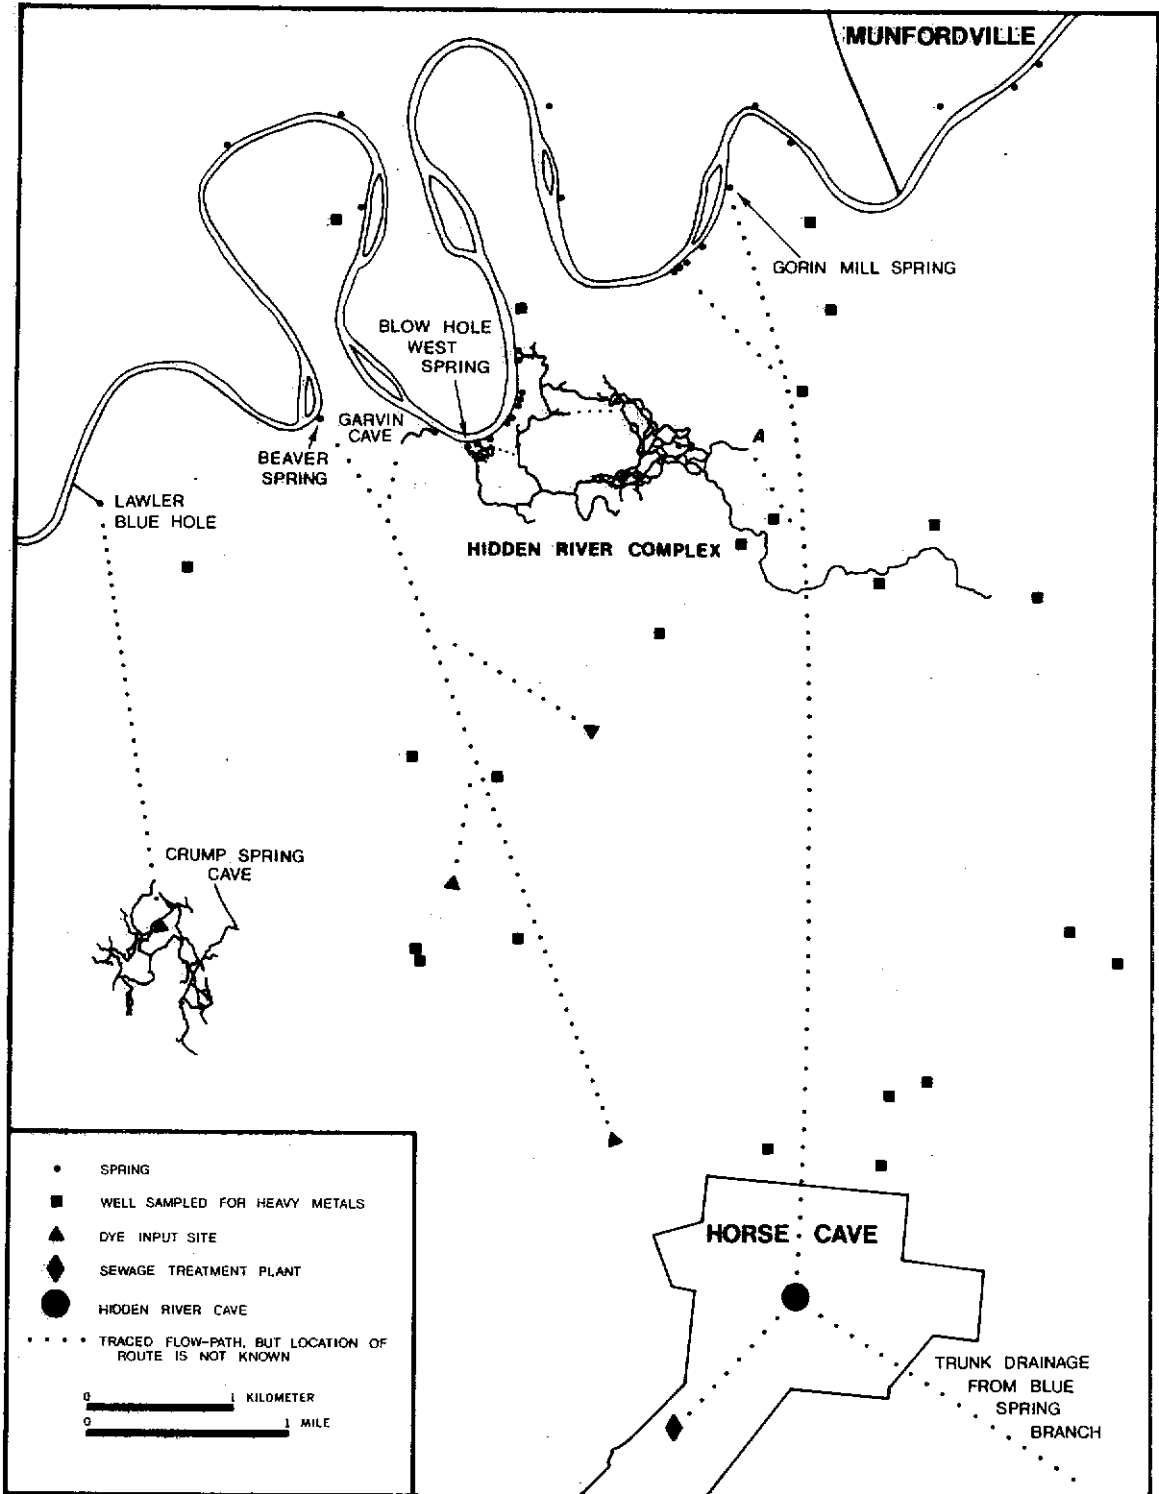 MUNFORDVILLE
GORIN MILL SPRING
BLOW HOLE
WEST
SPRING
GARVIN
CAVE
BEAVER
SPRING
A
LAWLER
BLUE HOLE
HIDDEN RIVER COMPLEX
CRUMP SPRING
CAVE
SPRING
WELL SAMPLED FOR HEAVY METALS
DYE INPUT SITE
SEWAGE TREATMENT PLANT
HIDDEN RIVER CAVE
TRACED FLOW-PATH, BUT LOCATION OF
ROUTE IS NOT KNOWN
0 1 KILOMETER
0 1 MILE
HORSE CAVE
TRUNK DRAINAGE
FROM BLUE
SPRING
BRANCH